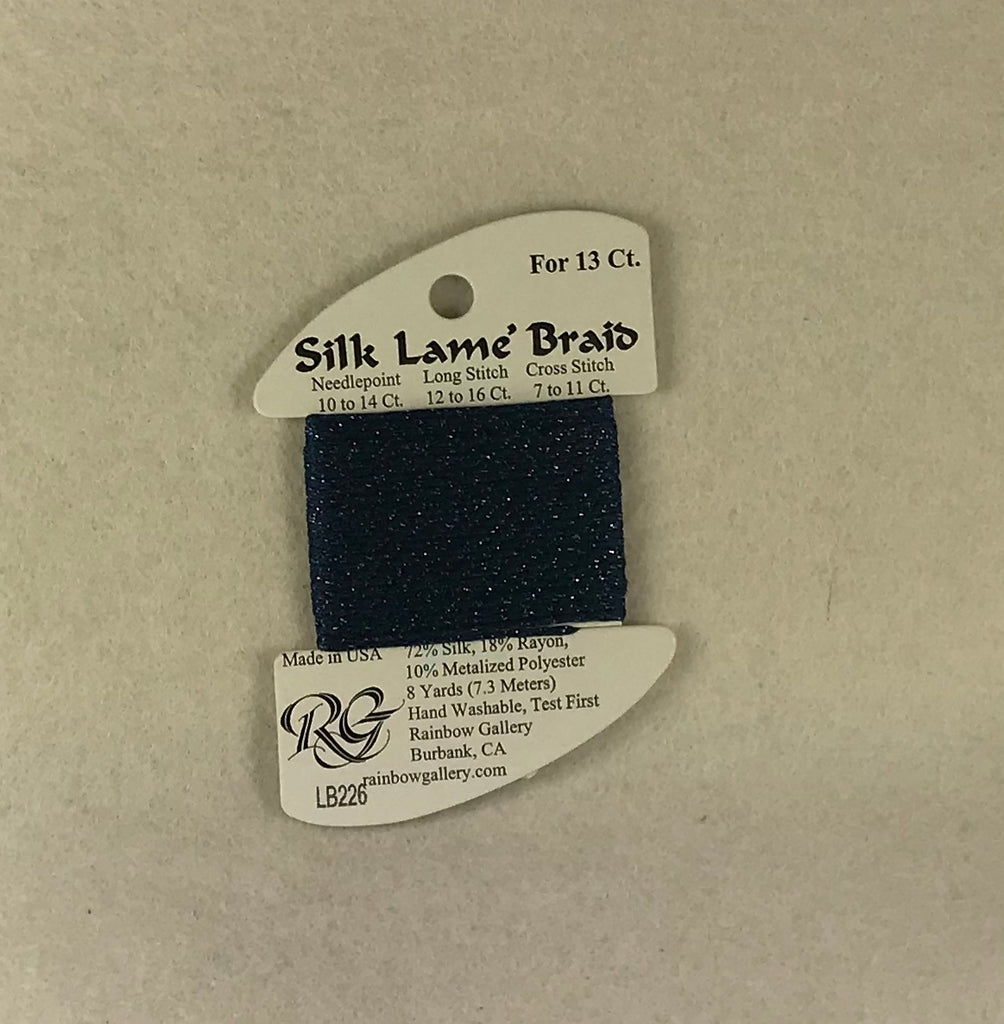 For 13 Ct.
Silk Lame' Braid
Needlepoint Long Stitch Cross Stitch
10 to 14 Ct. 12 to 16 Ct. 7 to 11 Ct.
Made in USA 72% Silk, 18% Rayon,
10% Metalized Polyester
8 Yards (7.3 Meters)
RG Hand Washable, Test First
Rainbow Gallery
Burbank, CA
rainbowgallery.com
LB226